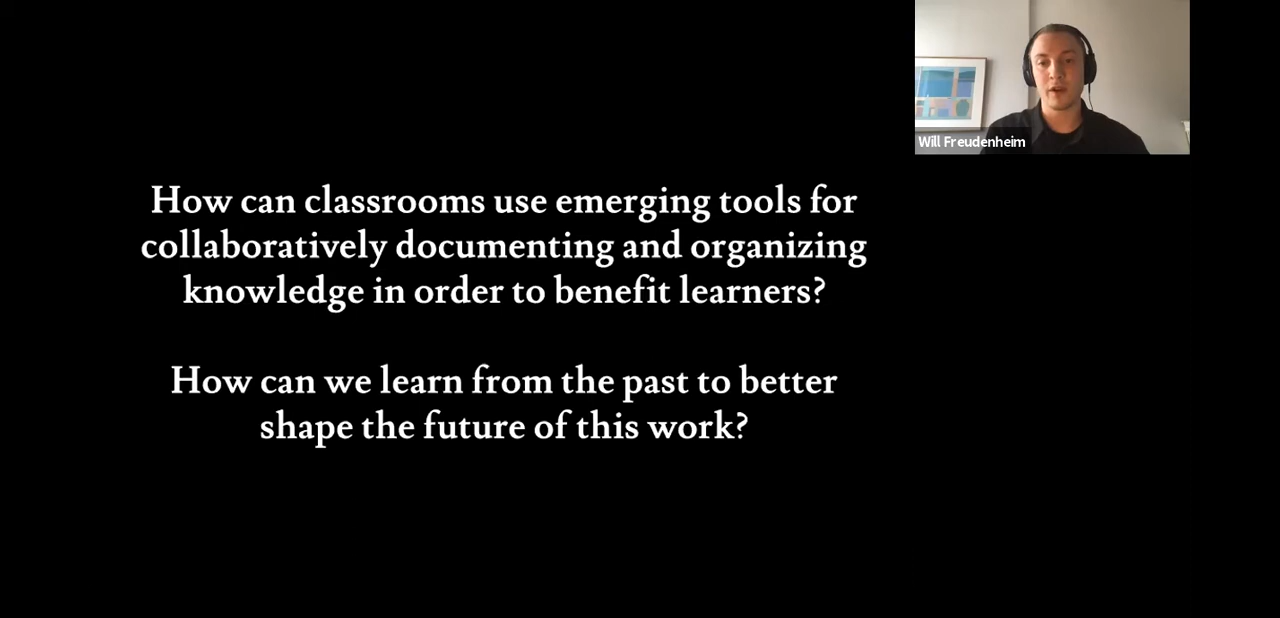 Will Freudenheim
How can classrooms use emerging tools for
collaboratively documenting and organizing
knowledge in order to benefit learners?
How can we learn from the past to better
shape the future of this work?